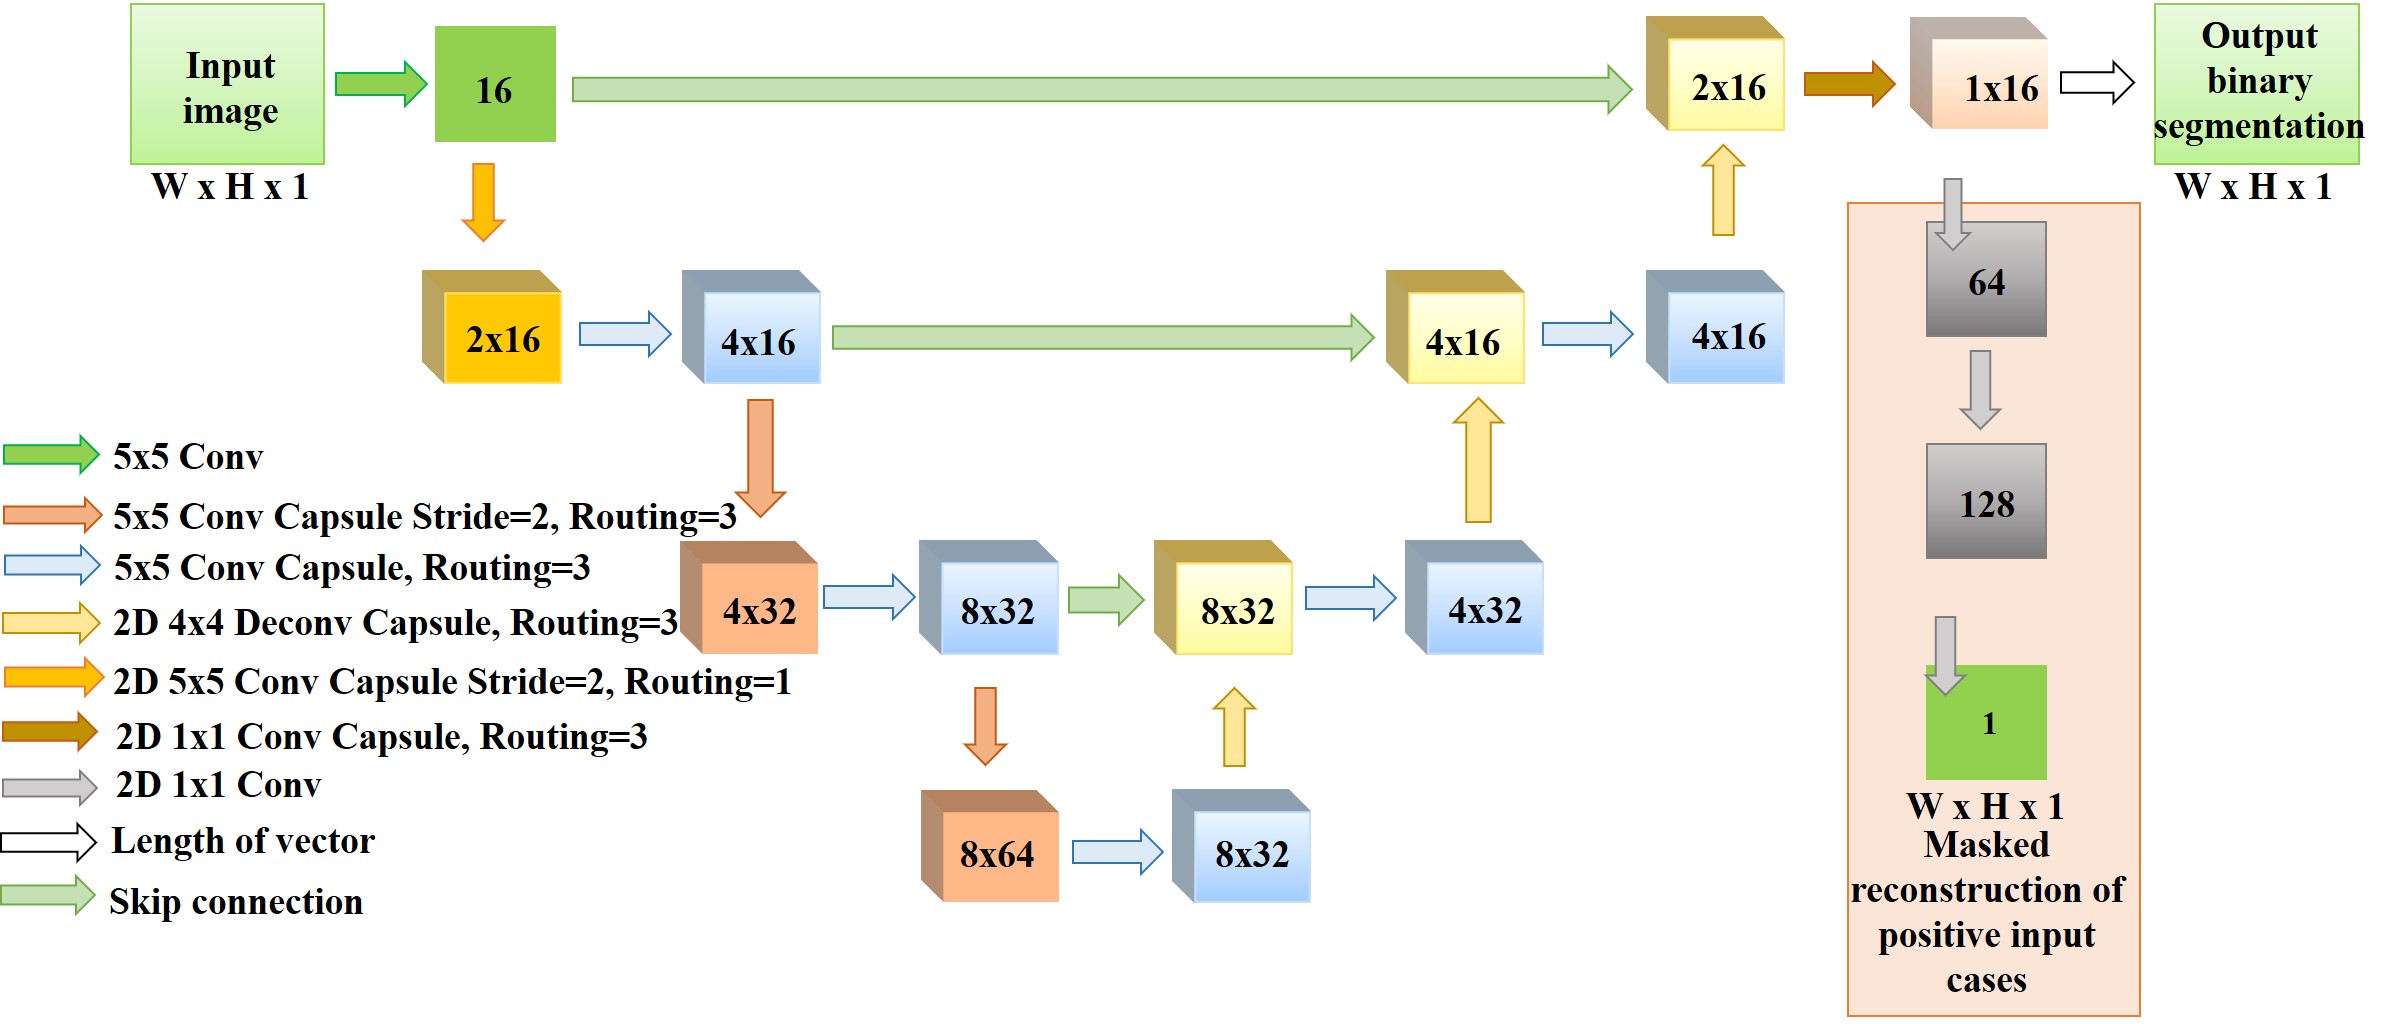 Input
image
W x H x 1
16
2x16
1x16
Output
binary
segmentation
W x H x 1
2x16
4x16
4x16
4x16
64
128
5x5 Conv
5x5 Conv Capsule Stride=2, Routing=3
5x5 Conv Capsule, Routing=3
2D 4x4 Deconv Capsule, Routing=3
2D 5x5 Conv Capsule Stride=2, Routing=1
2D 1x1 Conv Capsule, Routing=3
2D 1x1 Conv
Length of vector
Skip connection
4x32
8x32
8x32
4x32
8x64
8x32
1
W x H x 1
Masked
reconstruction of
positive input
cases